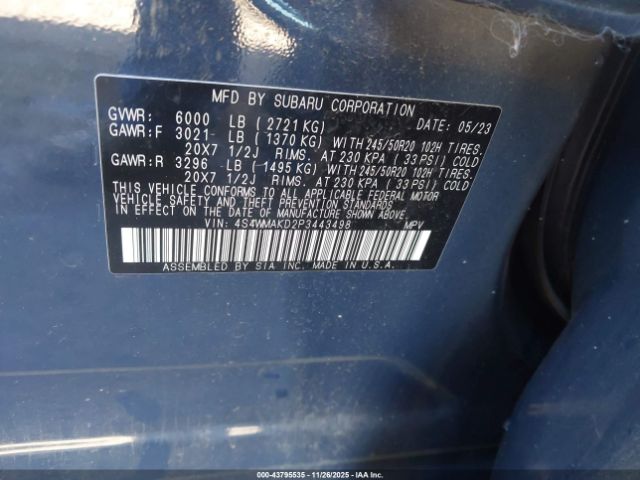 MFD BY SUBARU CORPORATION
GVWR: 6000 LB ( 2721 KG) DATE: 05/23
GAWR: F 3021- LB ( 1370 KG) WITH 245/50R20 102H TIRES,
20X7 1/2J RIMS. AT 230 KPA ( 33 PSI) COLD
GAWR: R 3296 -LB ( 1495 KG) WITH 245/50R20 102H TIRES,
20X7 1/2J RIMS. AT 230 KPA ( 33 PSI) COLD
THIS VEHICLE CONFORMS TO ALL APPLICABLE FEDERAL MOTOR
VEHICLE SAFETY AND THEFT PREVENTION STANDARDS IN EFFECT
ON THE DATE OF MANUFACTURE SHOWN ABOVE.
VIN: 4S4WMAKD2P3443498 MPV
ASSEMBLED BY SIA INC. MADE IN U.S.A.
00-43795535 - 11/26/2025 - IAAI.COM